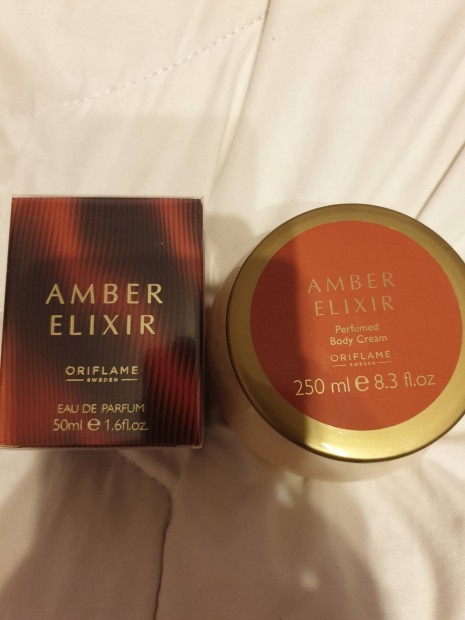 AMBER
ELIXIR
ORIFLAME
SWEDEN
EAU DE PARFUM
50ml e 1.6fl.oz.
AMBER
ELIXIR
Perfumed
Body Cream
ORIFLAME
SWEDEN
250 ml e 8.3 fl.oz